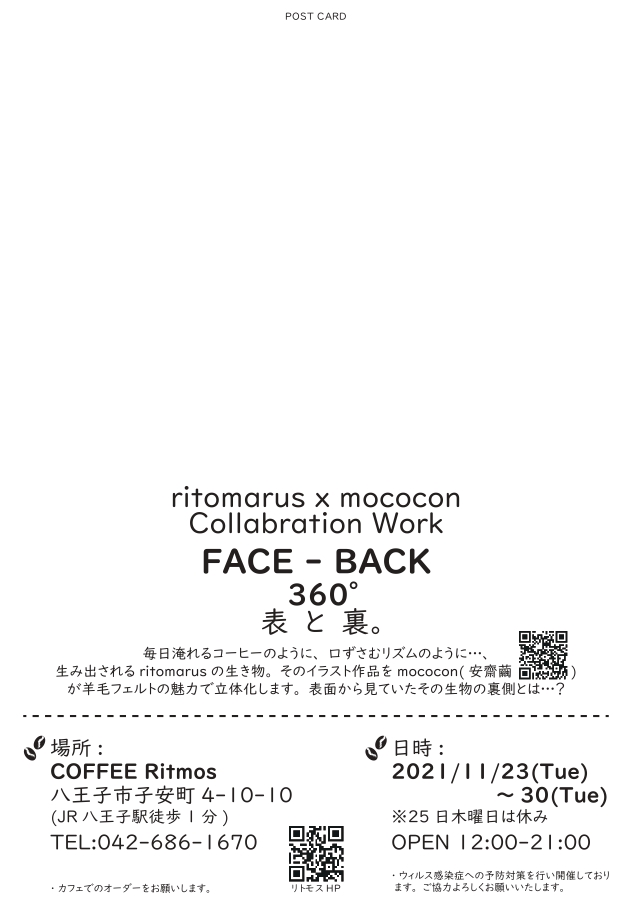 POST CARD
ritomarus x mococon
Collabration Work
FACE - BACK
360°
表 と 裏。
毎日淹れるコーヒーのように、口ずさむリズムのように…、
生み出される ritomarus の生き物。そのイラスト作品を mococon( 安齋繭 )
が羊毛フェルトの魅力で立体化します。表面から見ていたその生物の裏側とは…?
場所 :
COFFEE Ritmos
八王子市子安町 4-10-10
(JR 八王子駅徒歩 1 分 )
TEL:042-686-1670
・カフェでのオーダーをお願いします。
リトモス HP
日時 :
2021/11/23(Tue)
～ 30(Tue)
※25 日木曜日は休み
OPEN 12:00-21:00
・ウィルス感染症への予防対策を行い開催しており
ます。ご協力よろしくお願いいたします。